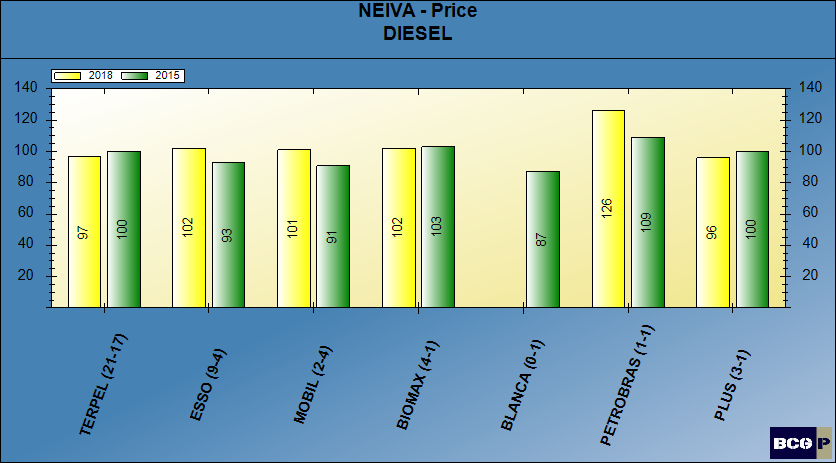 NEIVA - Price
DIESEL
2018 2015
140 140
120 120
100 100
80 80
60 60
40 40
20 20
97 100 102 93 101 91 102 103 87 126 109 96 100
TERPEL (21-17)
ESSO (9-4)
MOBIL (2-4)
BIOMAX (4-1)
BLANCA (0-1)
PETROBRAS (1-1)
PLUS (3-1)
BCG P